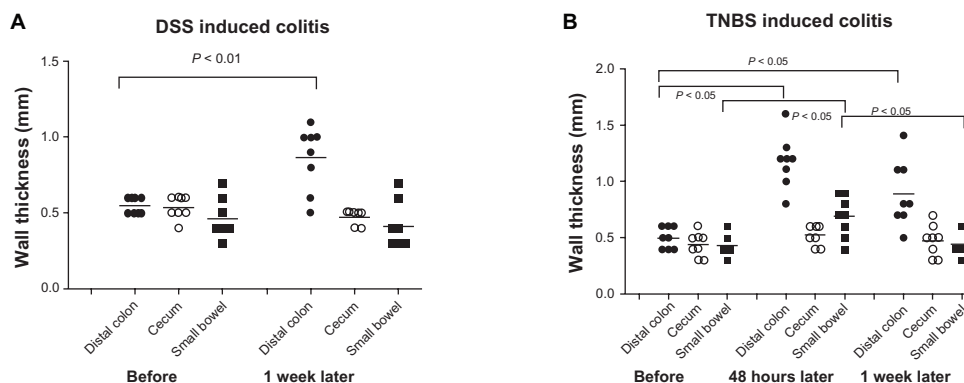 A
DSS induced colitis
Wall thickness (mm)
1.5
1.0
0.5
0.0
P < 0.01
Distal colon
Cecum
Small bowel
Distal colon
Cecum
Small bowel
Before
1 week later
B
TNBS induced colitis
Wall thickness (mm)
2.0
1.5
1.0
0.5
0.0
P < 0.05
P < 0.05
P < 0.05
P < 0.05
Distal colon
Cecum
Small bowel
Distal colon
Cecum
Small bowel
Distal colon
Cecum
Small bowel
Before
48 hours later
1 week later